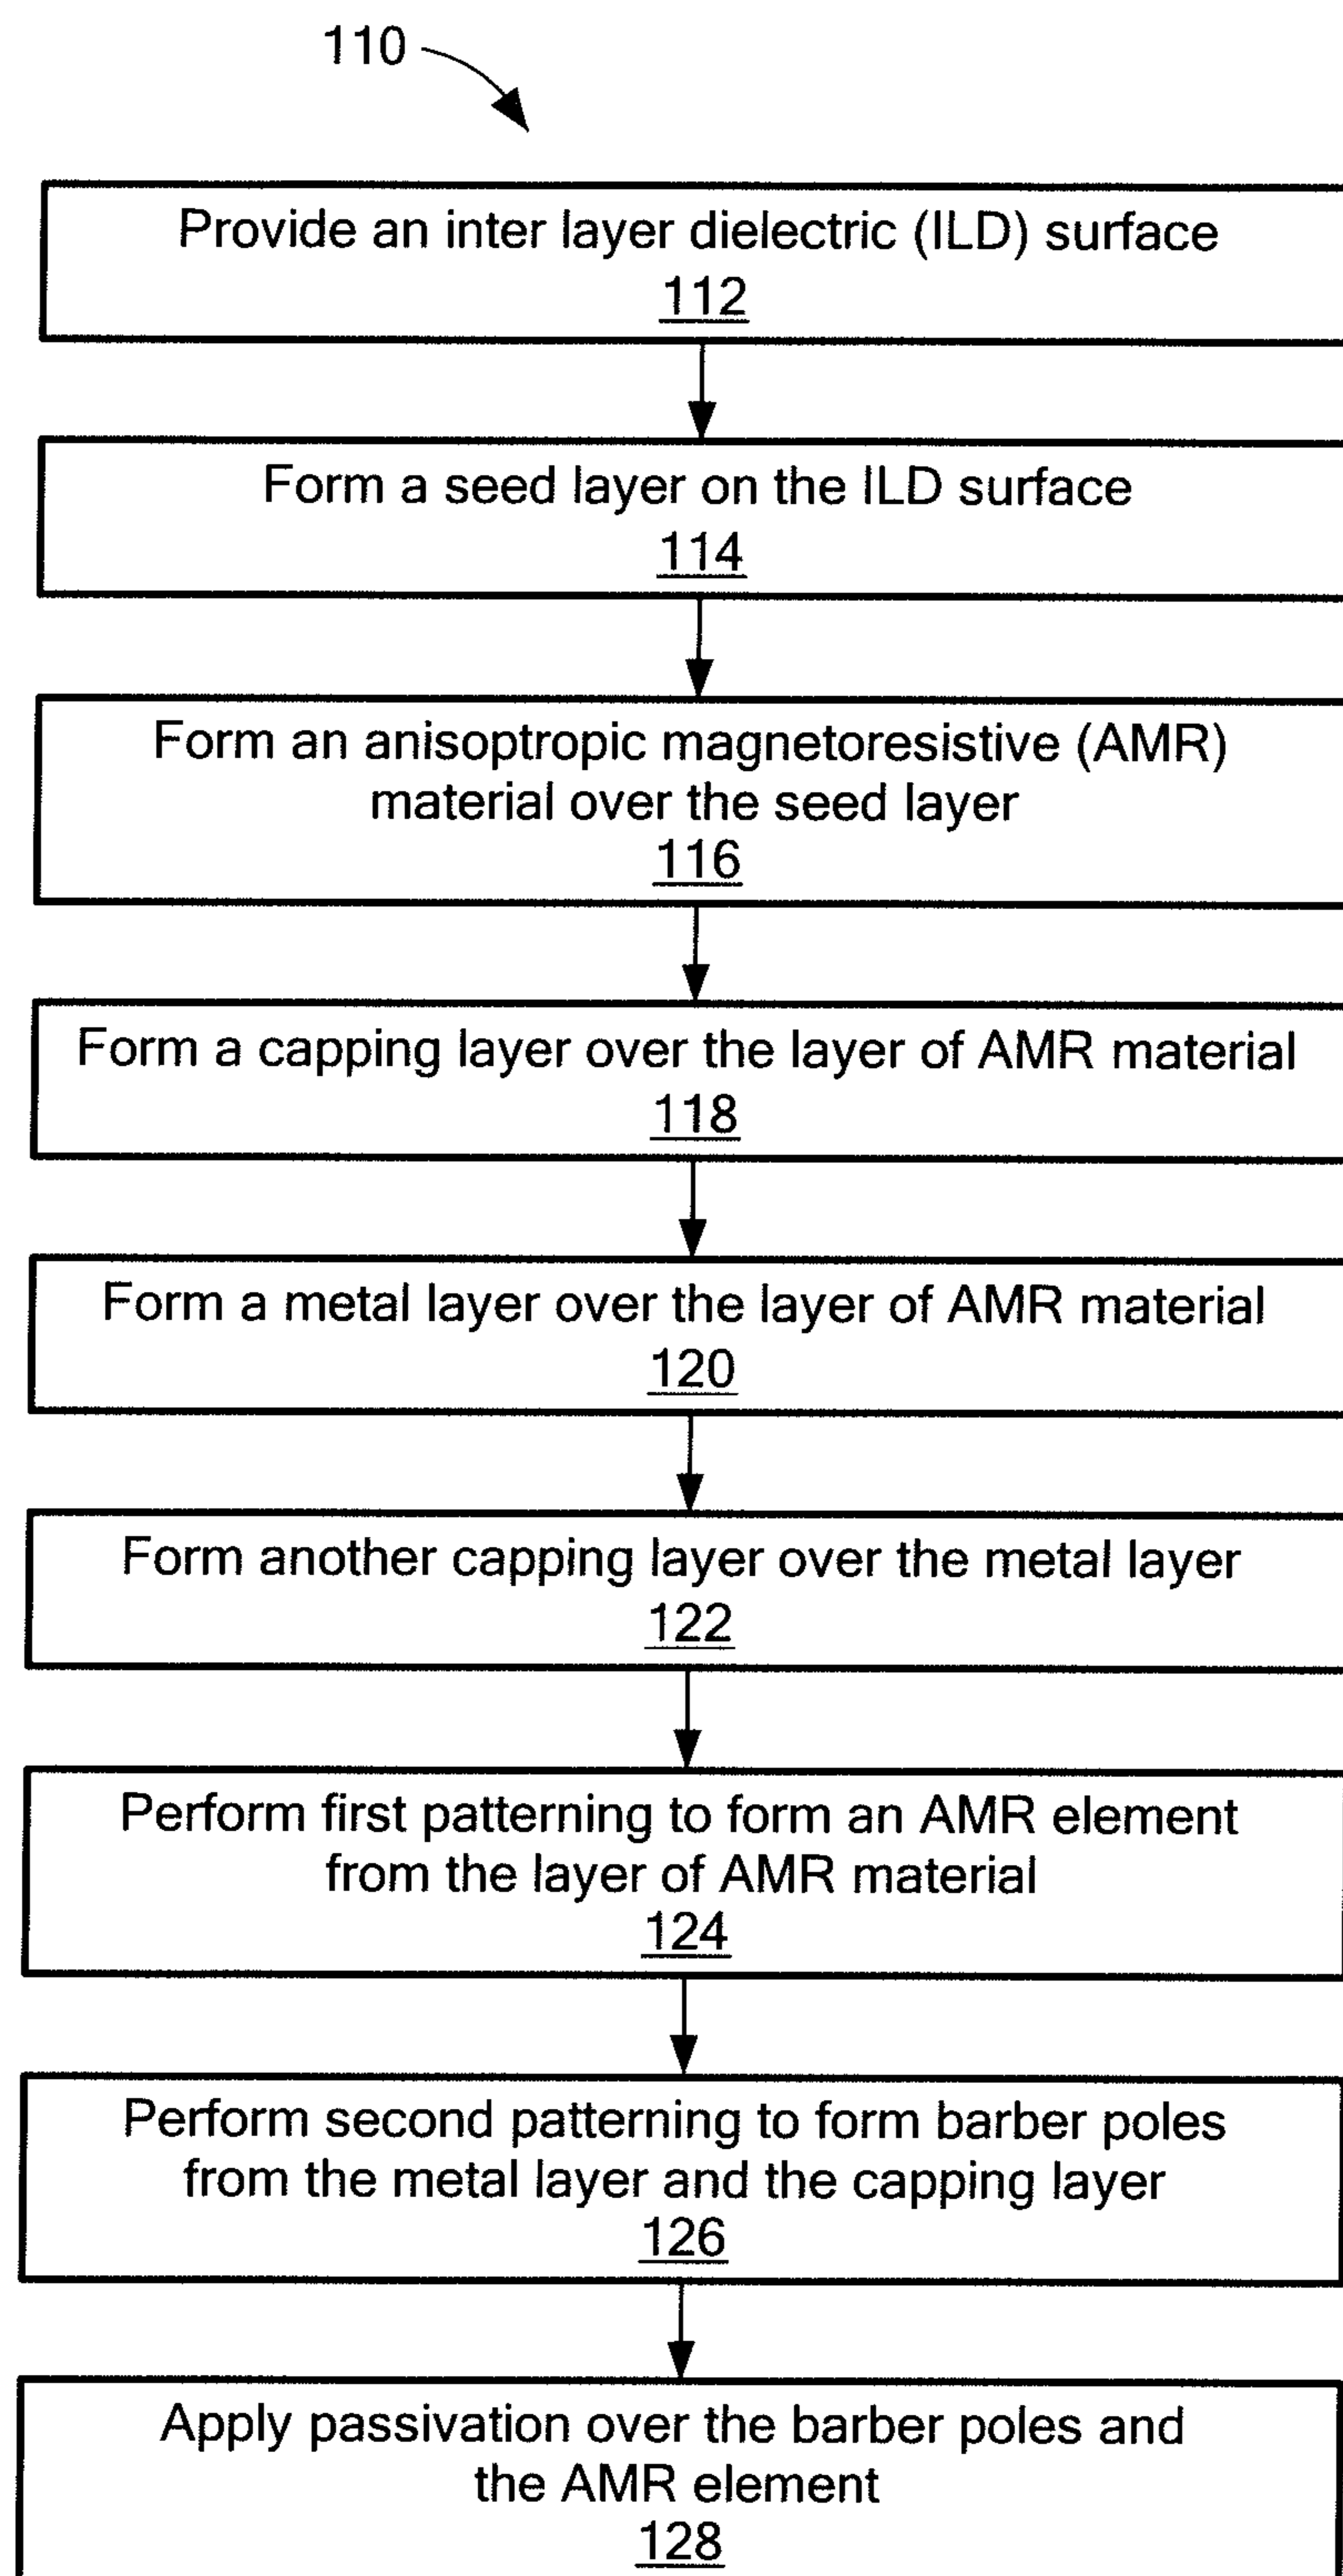 110
Provide an inter layer dielectric (ILD) surface
112
Form a seed layer on the ILD surface
114
Form an anisoptropic magnetoresistive (AMR)
material over the seed layer
116
Form a capping layer over the layer of AMR material
118
Form a metal layer over the layer of AMR material
120
Form another capping layer over the metal layer
122
Perform first patterning to form an AMR element
from the layer of AMR material
124
Perform second patterning to form barber poles
from the metal layer and the capping layer
126
Apply passivation over the barber poles and
the AMR element
128